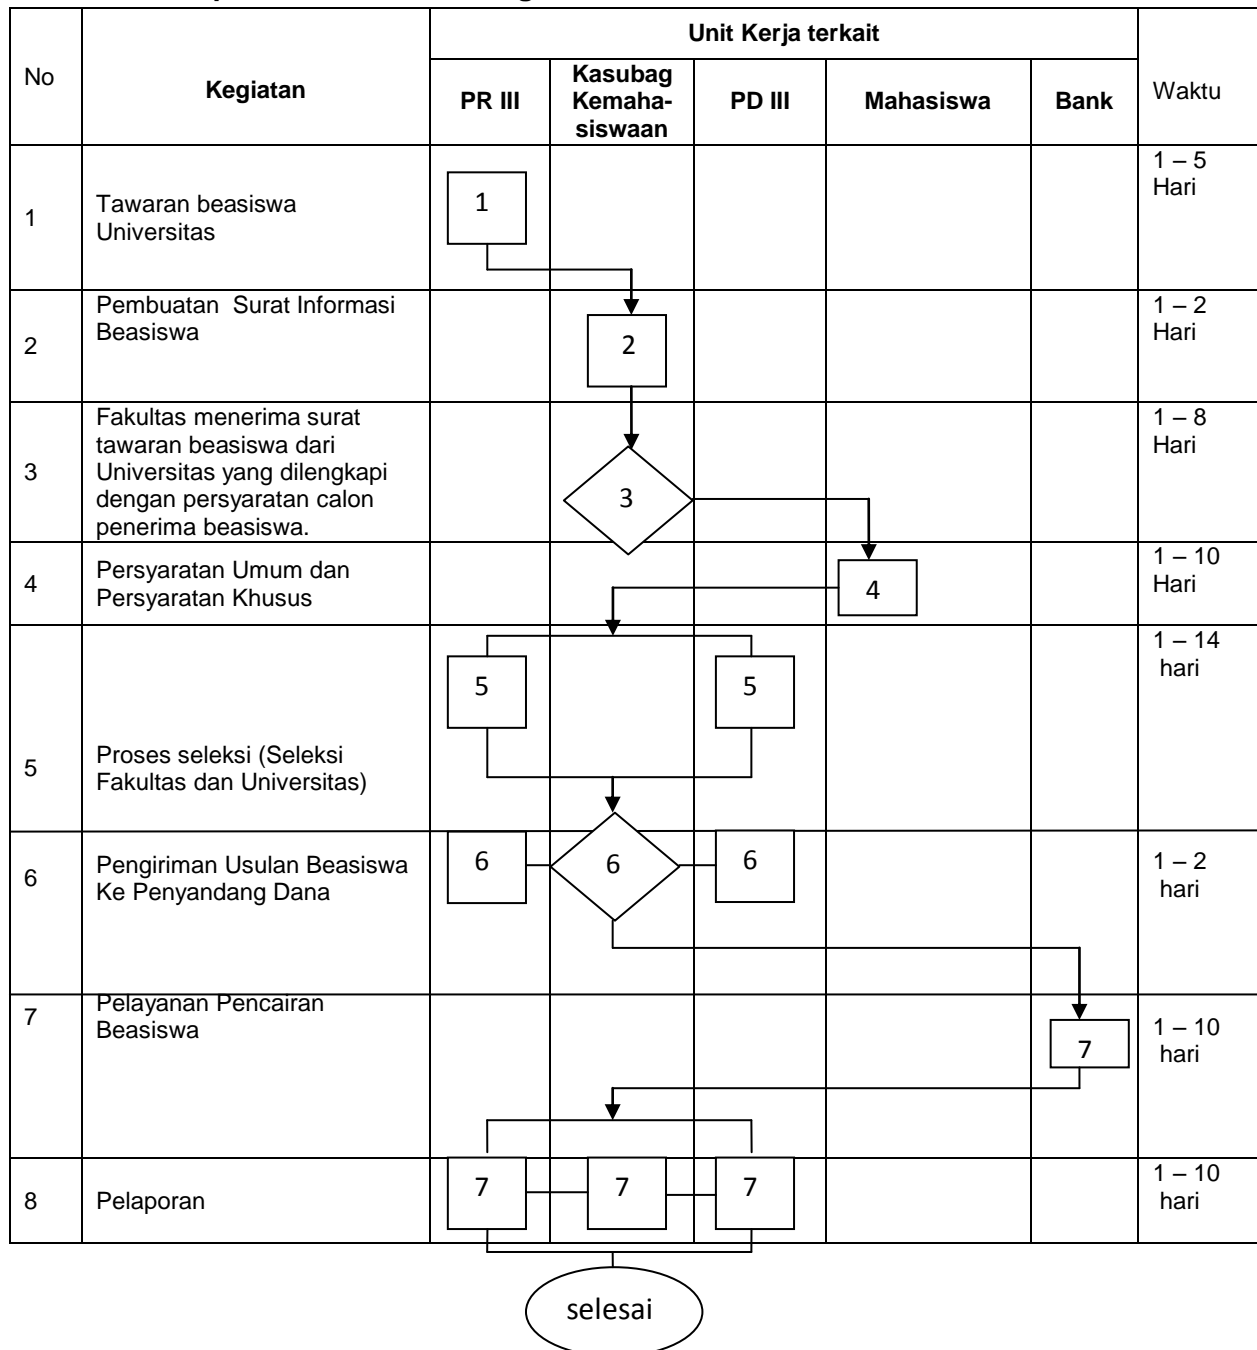 Unit Kerja terkait
No
Kegiatan
PR III
Kasubag
Kemaha-
siswaan
PD III
Mahasiswa
Bank
Waktu
1
Tawaran beasiswa
Universitas
1
1 – 5
Hari
2
Pembuatan Surat Informasi
Beasiswa
2
1 – 2
Hari
3
Fakultas menerima surat
tawaran beasiswa dari
Universitas yang dilengkapi
dengan persyaratan calon
penerima beasiswa.
3
1 – 8
Hari
4
Persyaratan Umum dan
Persyaratan Khusus
4
1 – 10
Hari
5
Proses seleksi (Seleksi
Fakultas dan Universitas)
5
5
1 – 14
hari
6
Pengiriman Usulan Beasiswa
Ke Penyandang Dana
6
6
6
1 – 2
hari
7
Pelayanan Pencairan
Beasiswa
7
1 – 10
hari
8
Pelaporan
7
7
7
1 – 10
hari
selesai